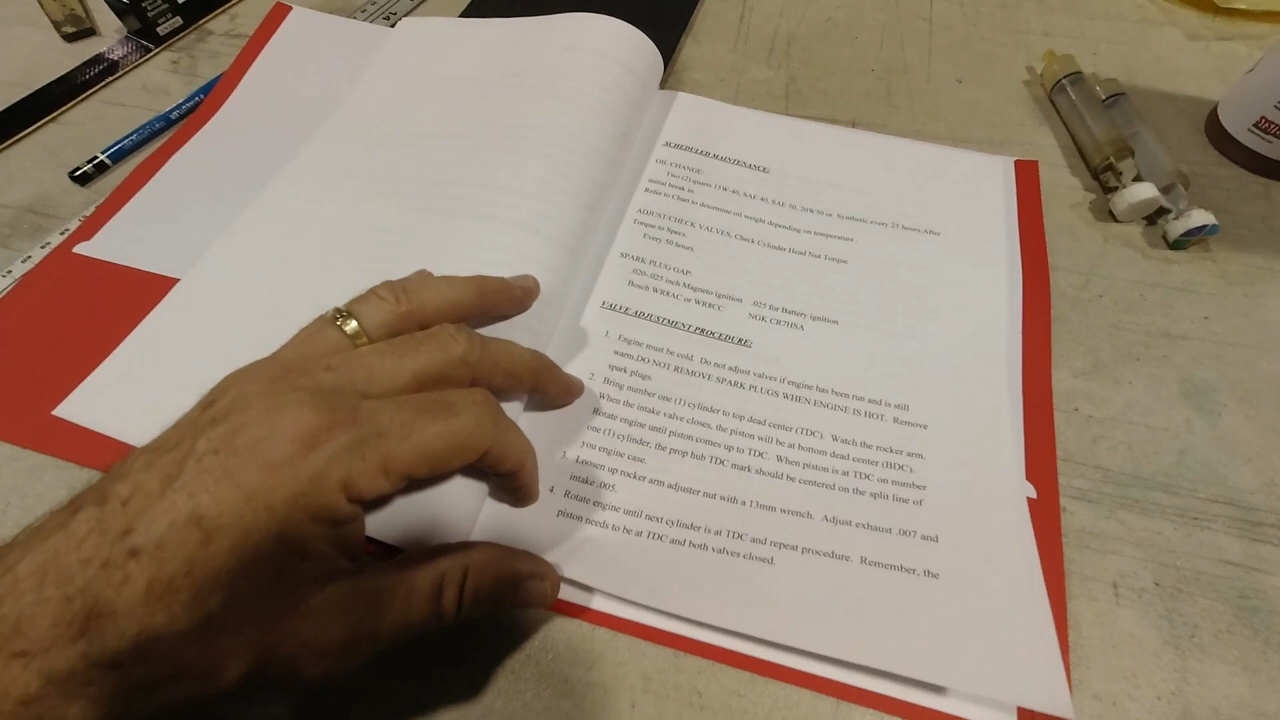 SCHEDULED MAINTENANCE:
OIL CHANGE:
Two (2) quarts 15W-40, SAE 40, SAE 50, 20W50 or Synthetic every 25 hours.After
initial break in.
Refer to Chart to determine oil weight depending on temperature .
ADJUST/CHECK VALVES, Check Cylinder Head Nut Torque
Torque to Specs.
Every 50 hours.
SPARK PLUG GAP:
.020-.025 inch Magneto ignition .025 for Battery ignition
Bosch WR8AC or WR8CC NGK CR7HSA
VALVE ADJUSTMENT PROCEDURE:
1. Engine must be cold. Do not adjust valves if engine has been run and is still
warm.DO NOT REMOVE SPARK PLUGS WHEN ENGINE IS HOT. Remove
spark plugs.
2. Bring number one (1) cylinder to top dead center (TDC). Watch the rocker arm.
When the intake valve closes, the piston will be at bottom dead center (BDC).
Rotate engine until piston comes up to TDC. When piston is at TDC on number
one (1) cylinder, the prop hub TDC mark should be centered on the split line of
you engine case.
3. Loosen up rocker arm adjuster nut with a 13mm wrench. Adjust exhaust .007 and
intake .005.
4. Rotate engine until next cylinder is at TDC and repeat procedure. Remember, the
piston needs to be at TDC and both valves closed.
STAEDTLER
14
60
61